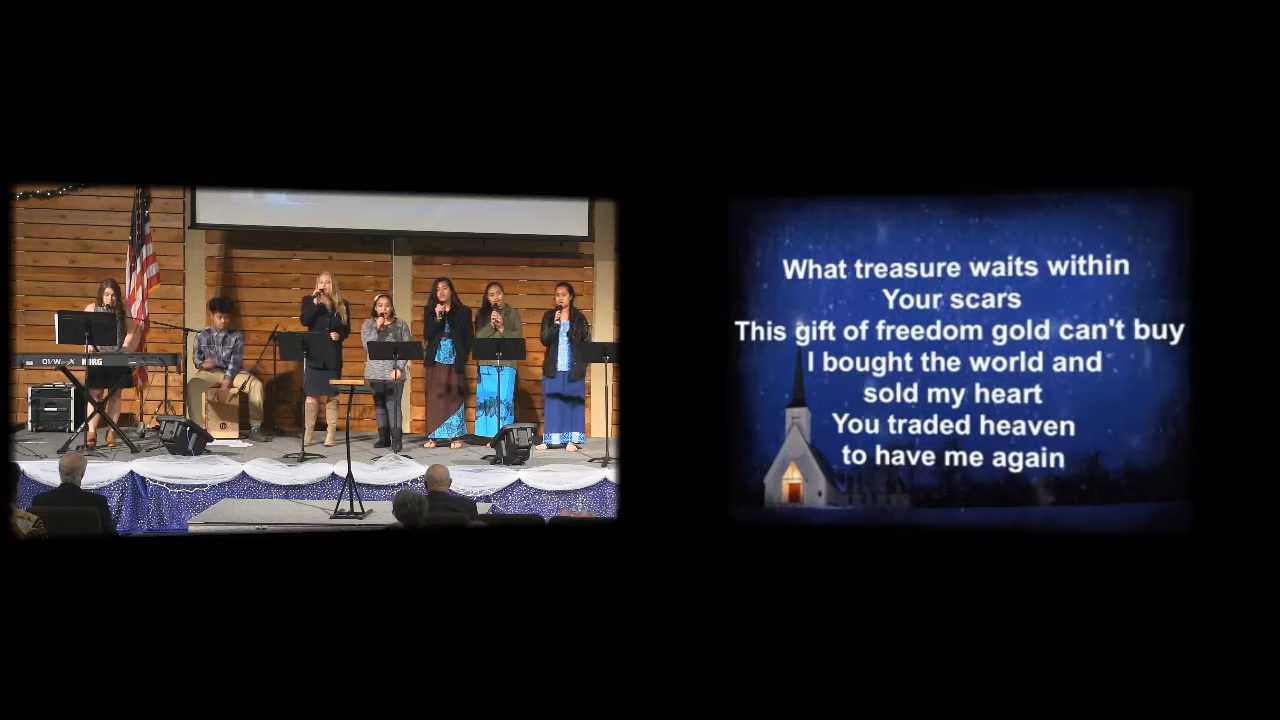 KORG
What treasure waits within
Your scars
This gift of freedom gold can't buy
I bought the world and
sold my heart
You traded heaven
to have me again